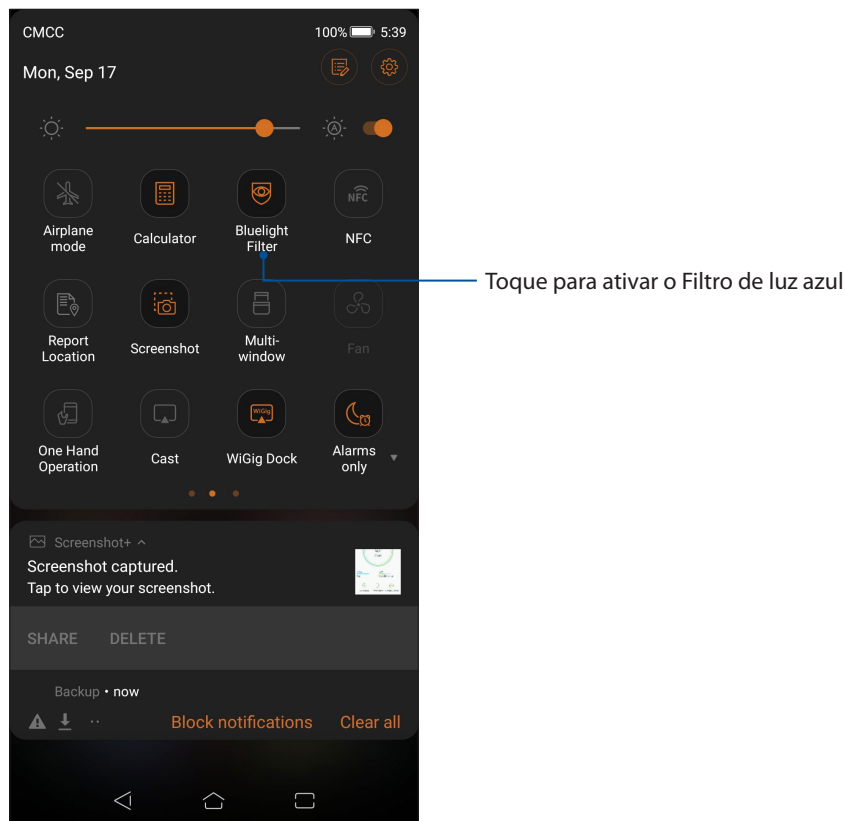 CMCC 100% 5:39
Mon, Sep 17
A
NFC
Airplane
mode
Calculator
Bluelight
Filter
NFC
Toque para ativar o Filtro de luz azul
Report
Location
Screenshot
Multi-
window
Fan
WiGig
One Hand
Operation
Cast
WiGig Dock
Alarms
only
Screenshot+
Screenshot captured.
Tap to view your screenshot.
SHARE DELETE
Backup • now
Block notifications Clear all